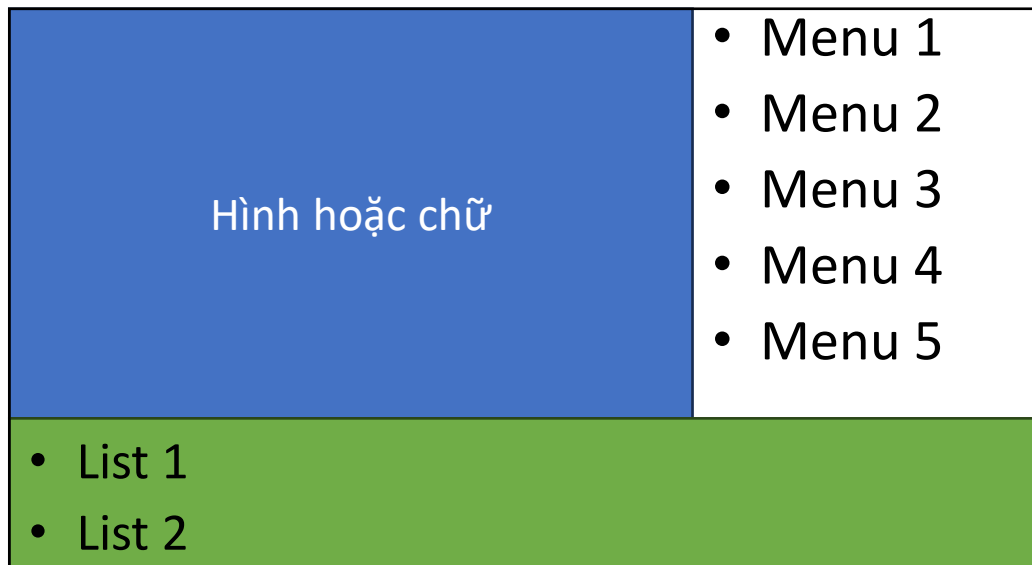 Hình hoặc chữ
• Menu 1
• Menu 2
• Menu 3
• Menu 4
• Menu 5
• List 1
• List 2